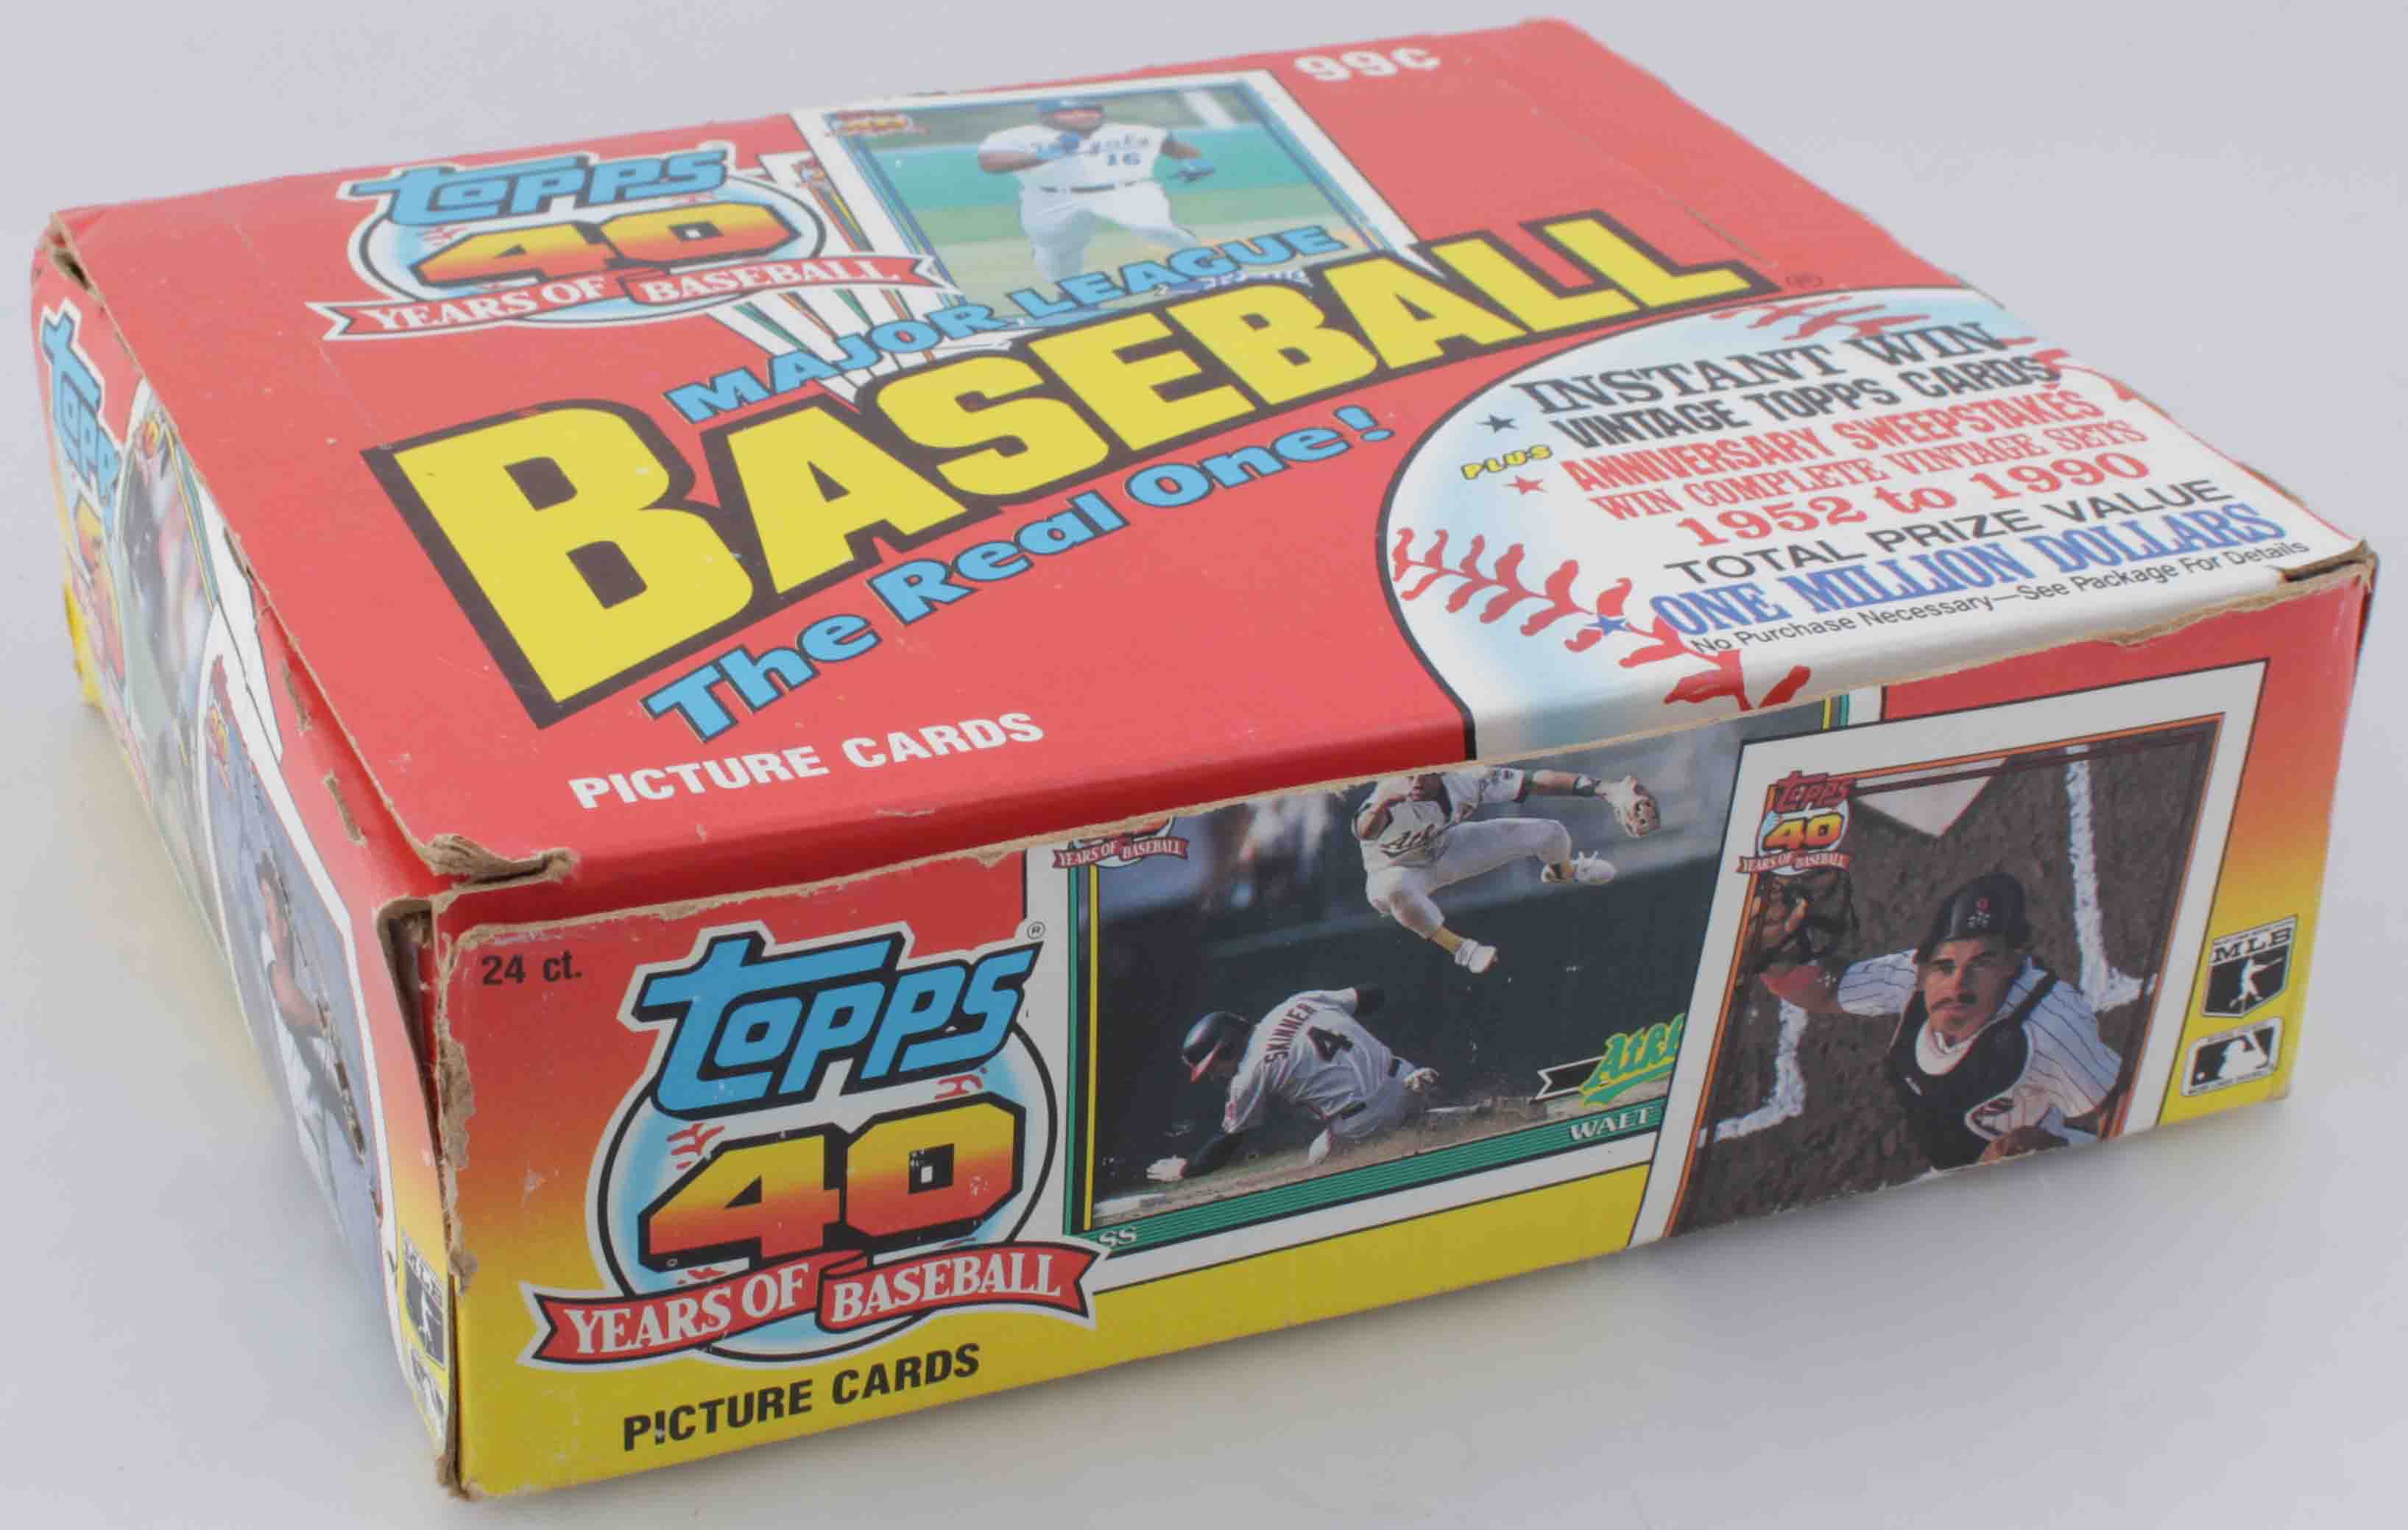 99¢
TOPPS
40
YEARS OF BASEBALL
16
MAJOR LEAGUE
BASEBALL®
The Real One!
PICTURE CARDS
★ INSTANT WIN
VINTAGE TOPPS CARDS
PLUS
★ ANNIVERSARY SWEEPSTAKES
WIN COMPLETE VINTAGE SETS
1952 to 1990
TOTAL PRIZE VALUE
★ ONE MILLION DOLLARS
No Purchase Necessary—See Package For Details
TOPP
24 ct.
TOPPS®
40
YEARS OF BASEBALL
PICTURE CARDS
YEARS OF BASEBALL
SKINNER
4
SS
WALT
TOPPS
40
YEARS OF BASEBALL
MLB